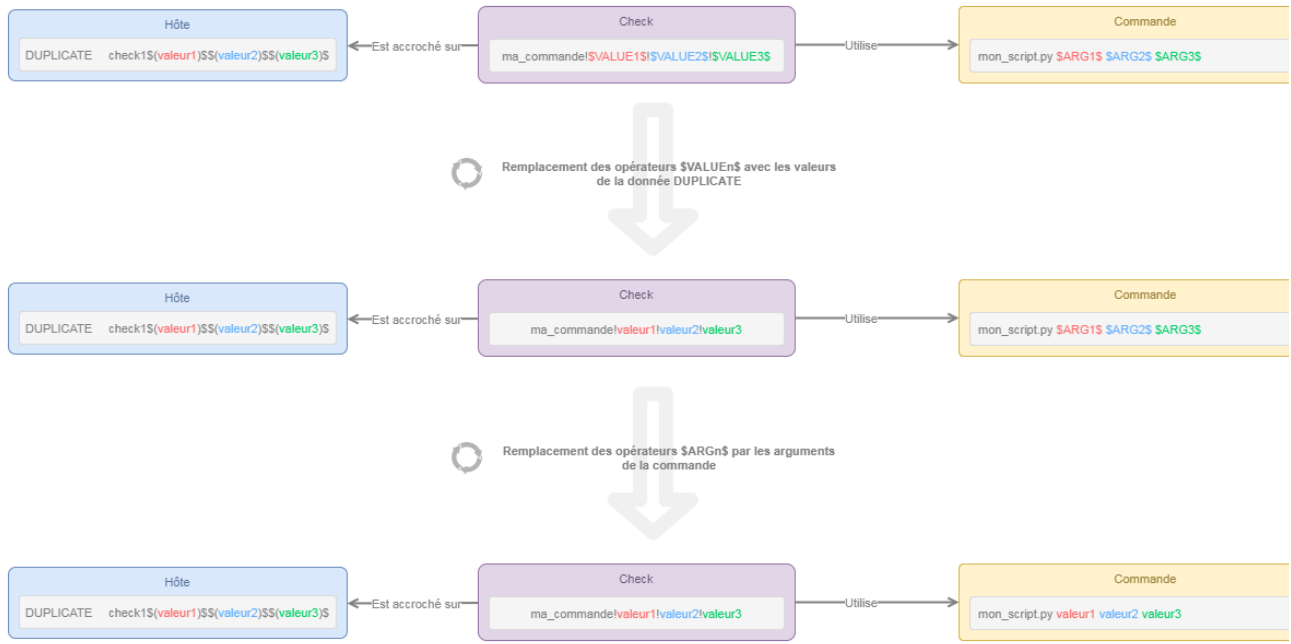 Hôte
Check
Commande
DUPLICATE check1$(valeur1)$$(valeur2)$$(valeur3)$
Est accroché sur
ma_commande!$VALUE1$!$VALUE2$!$VALUE3$
Utilise
mon_script.py $ARG1$ $ARG2$ $ARG3$
Remplacement des opérateurs $VALUEn$ avec les valeurs
de la donnée DUPLICATE
Hôte
Check
Commande
DUPLICATE check1$(valeur1)$$(valeur2)$$(valeur3)$
Est accroché sur
ma_commande!valeur1!valeur2!valeur3
Utilise
mon_script.py $ARG1$ $ARG2$ $ARG3$
Remplacement des opérateurs $ARGn$ par les arguments
de la commande
Hôte
Check
Commande
DUPLICATE check1$(valeur1)$$(valeur2)$$(valeur3)$
Est accroché sur
ma_commande!valeur1!valeur2!valeur3
Utilise
mon_script.py valeur1 valeur2 valeur3